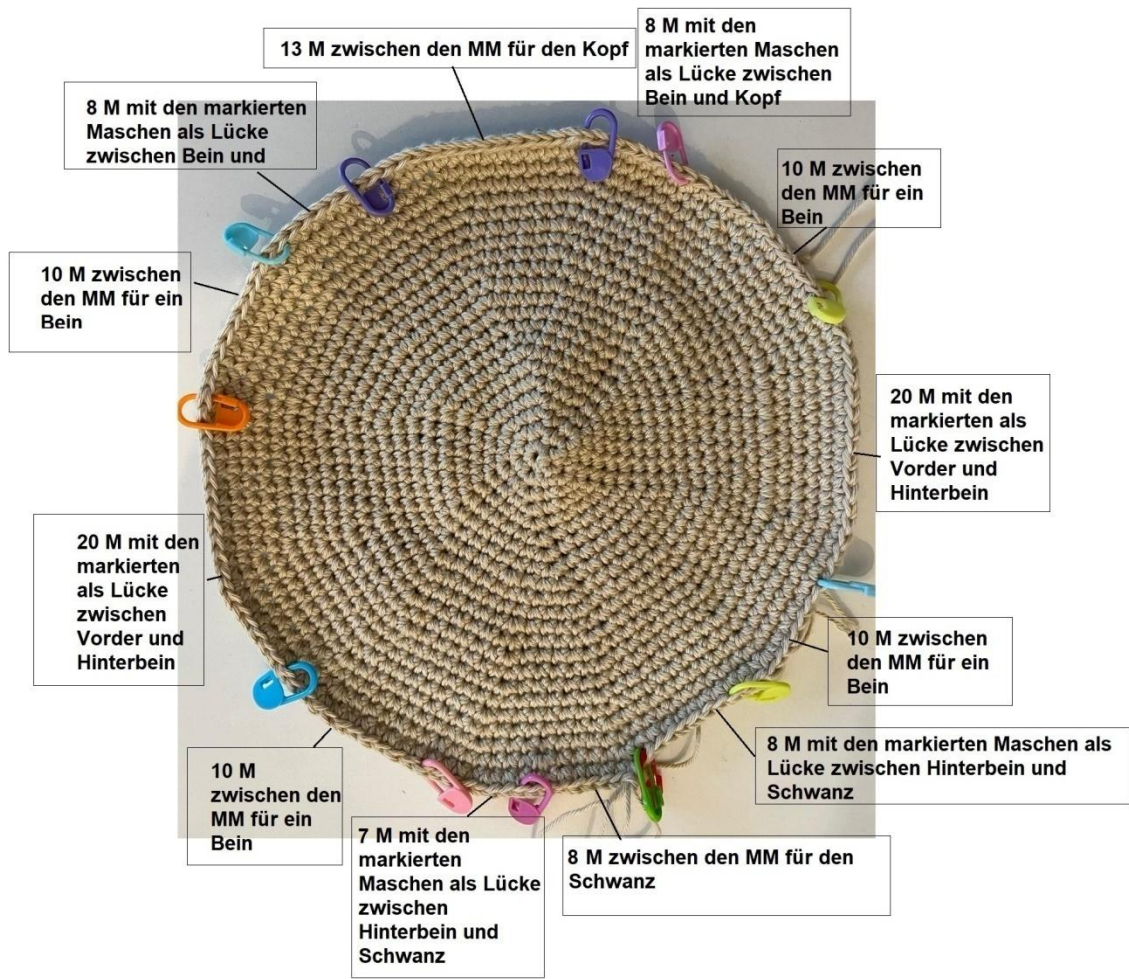 13 M zwischen den MM für den Kopf
8 M mit den
markierten Maschen
als Lücke zwischen
Bein und Kopf
8 M mit den markierten
Maschen als Lücke
zwischen Bein und
10 M zwischen
den MM für ein
Bein
10 M zwischen
den MM für ein
Bein
20 M mit den
markierten als
Lücke zwischen
Vorder und
Hinterbein
20 M mit den
markierten
als Lücke
zwischen
Vorder und
Hinterbein
10 M zwischen
den MM für ein
Bein
8 M mit den markierten Maschen als
Lücke zwischen Hinterbein und
Schwanz
10 M
zwischen den
MM für ein
Bein
7 M mit den
markierten
Maschen als Lücke
zwischen
Hinterbein und
Schwanz
8 M zwischen den MM für den
Schwanz